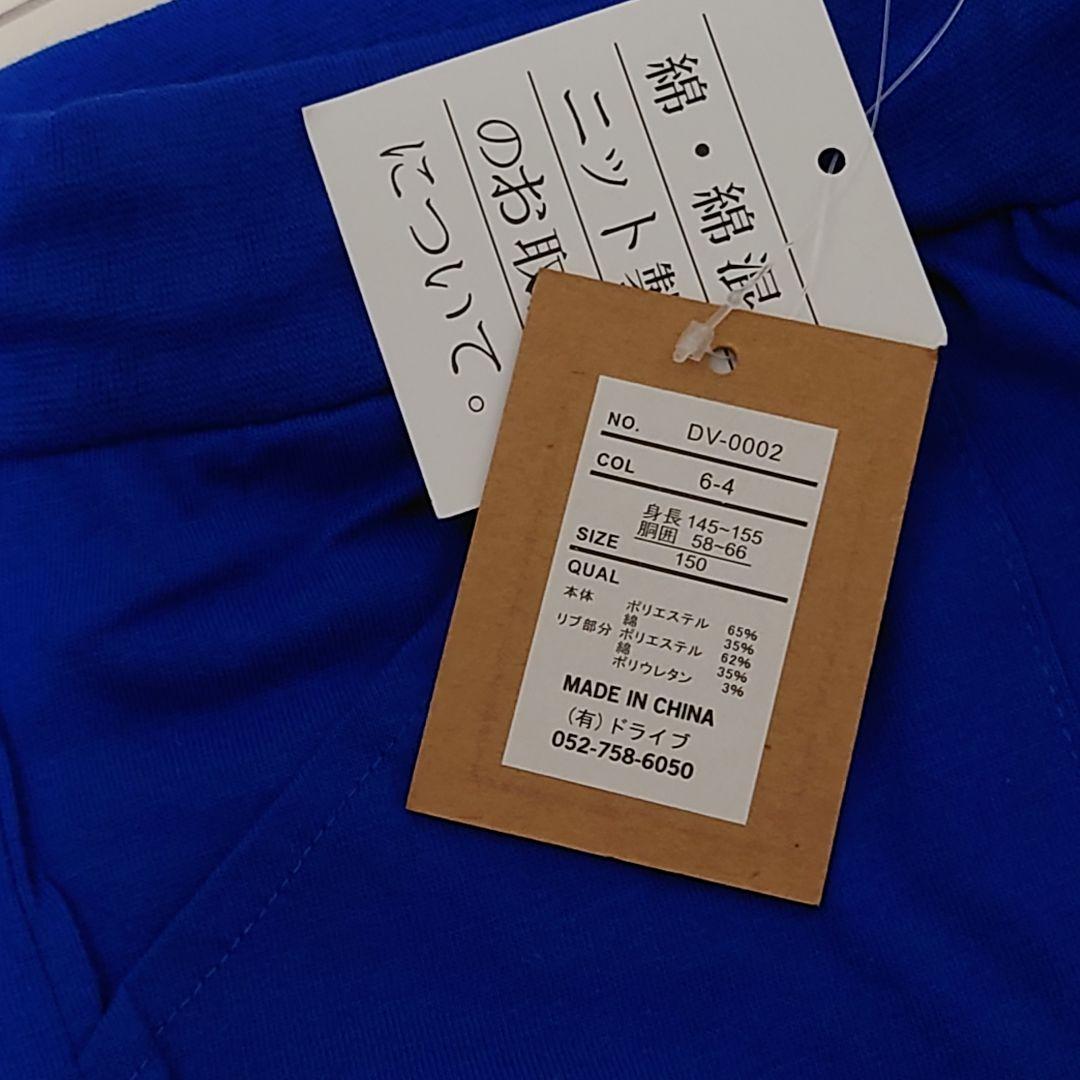 綿・綿混
ニット製
のお取
について。
NO. DV-0002
COL 6-4
身長 145~155
胴囲 58~66
SIZE 150
QUAL
本体 ポリエステル 65%
綿 35%
リブ部分 ポリエステル 62%
綿 35%
ポリウレタン 3%
MADE IN CHINA
(有)ドライブ
052-758-6050